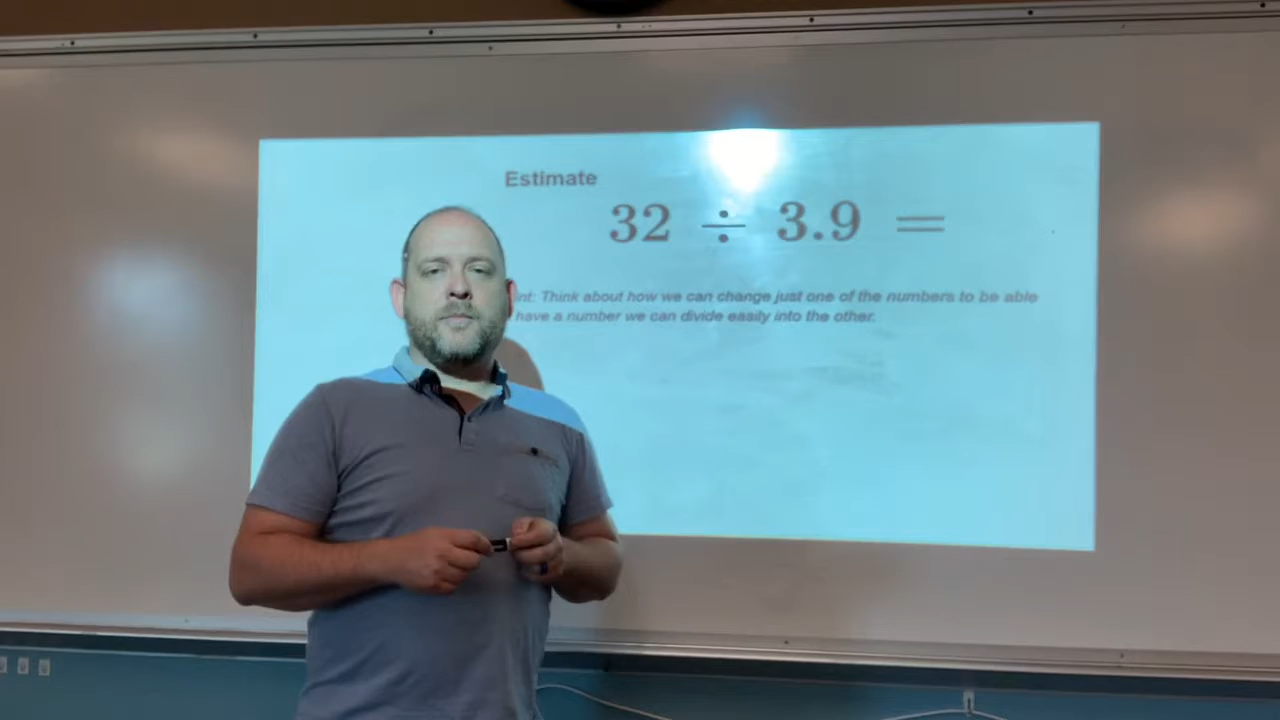 Estimate
32 ÷ 3.9 =
int: Think about how we can change just one of the numbers to be able
have a number we can divide easily into the other.